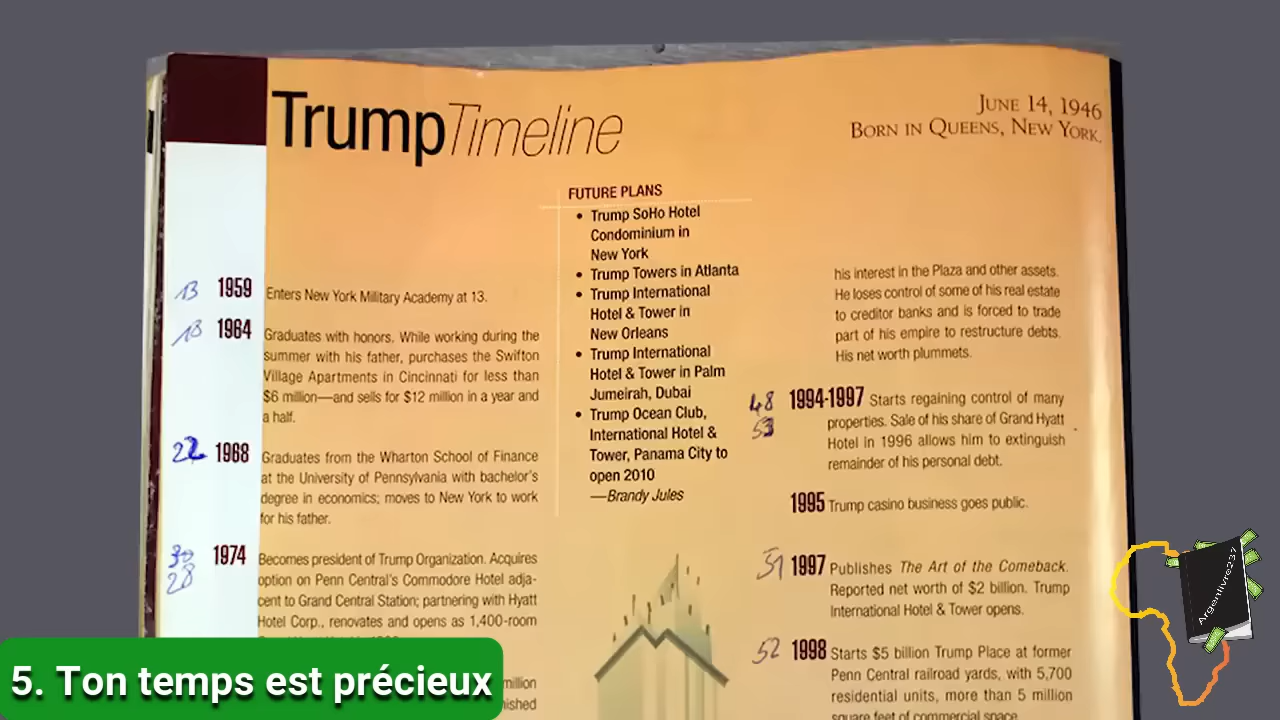 TrumpTimeline
JUNE 14, 1946
BORN IN QUEENS, NEW YORK.
13 1959 Enters New York Military Academy at 13.
18 1964 Graduates with honors. While working during the
summer with his father, purchases the Swifton
Village Apartments in Cincinnati for less than
$6 million—and sells for $12 million in a year and
a half.
22 1968 Graduates from the Wharton School of Finance
at the University of Pennsylvania with bachelor's
degree in economics; moves to New York to work
for his father.
30
28
1974 Becomes president of Trump Organization. Acquires
option on Penn Central's Commodore Hotel adja-
cent to Grand Central Station; partnering with Hyatt
Hotel Corp., renovates and opens as 1,400-room
million
FUTURE PLANS
• Trump SoHo Hotel
Condominium in
New York
• Trump Towers in Atlanta
• Trump International
Hotel & Tower in
New Orleans
• Trump International
Hotel & Tower in Palm
Jumeirah, Dubai
• Trump Ocean Club,
International Hotel &
Tower, Panama City to
open 2010
—Brandy Jules
his interest in the Plaza and other assets.
He loses control of some of his real estate
to creditor banks and is forced to trade
part of his empire to restructure debts.
His net worth plummets.
48
53
1994-1997 Starts regaining control of many
properties. Sale of his share of Grand Hyatt
Hotel in 1996 allows him to extinguish
remainder of his personal debt.
1995 Trump casino business goes public.
51 1997 Publishes The Art of the Comeback.
Reported net worth of $2 billion. Trump
International Hotel & Tower opens.
52 1998 Starts $5 billion Trump Place at former
Penn Central railroad yards, with 5,700
residential units, more than 5 million
square feet of commercial space
5. Ton temps est précieux
Argentlivre237